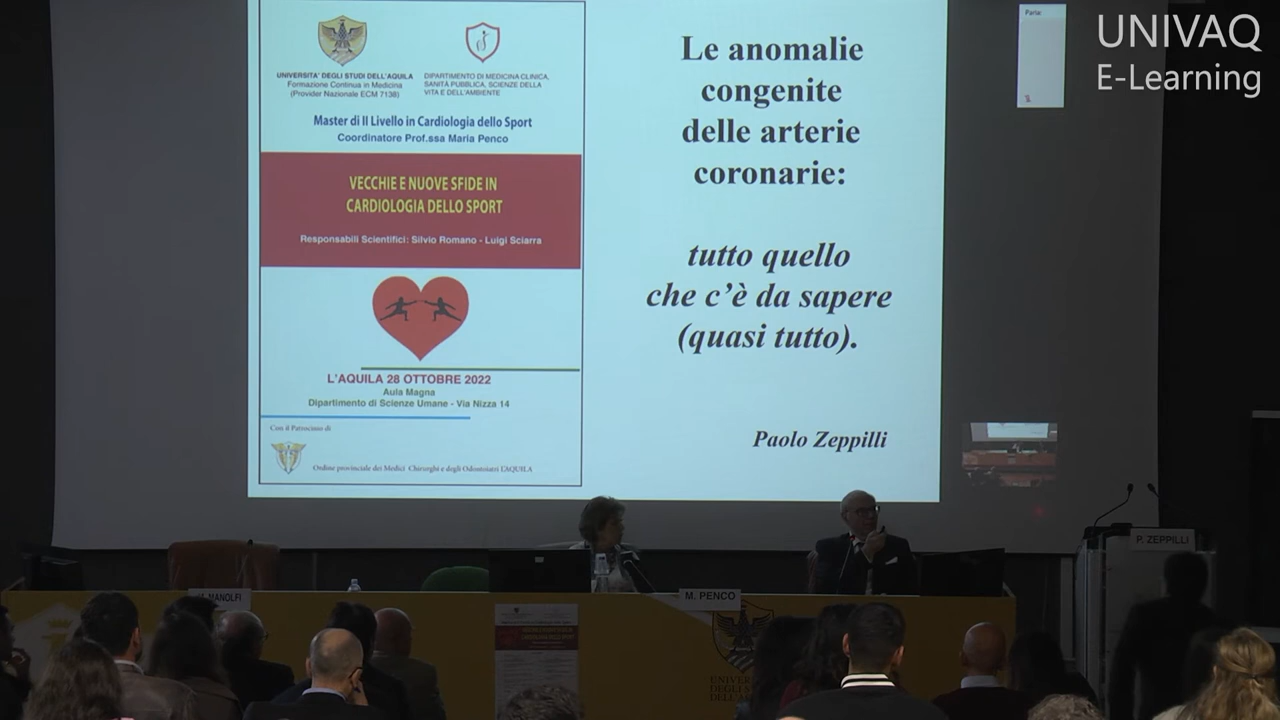 UNIVERSITA' DEGLI STUDI DELL'AQUILA
Formazione Continua in Medicina
(Provider Nazionale ECM 7138)
DIPARTIMENTO DI MEDICINA CLINICA,
SANITÀ PUBBLICA, SCIENZE DELLA
VITA E DELL'AMBIENTE
Master di II Livello in Cardiologia dello Sport
Coordinatore Prof.ssa Maria Penco
VECCHIE E NUOVE SFIDE IN
CARDIOLOGIA DELLO SPORT
Responsabili Scientifici: Silvio Romano - Luigi Sciarra
L'AQUILA 28 OTTOBRE 2022
Aula Magna
Dipartimento di Scienze Umane - Via Nizza 14
Con il Patrocinio di
Ordine provinciale dei Medici Chirurghi e degli Odontoiatri L'AQUILA
Le anomalie
congenite
delle arterie
coronarie:
tutto quello
che c'è da sapere
(quasi tutto).
Paolo Zeppilli
UNIVAQ
E-Learning
P. ZEPPILLI
M. PENCO
MANOLFI